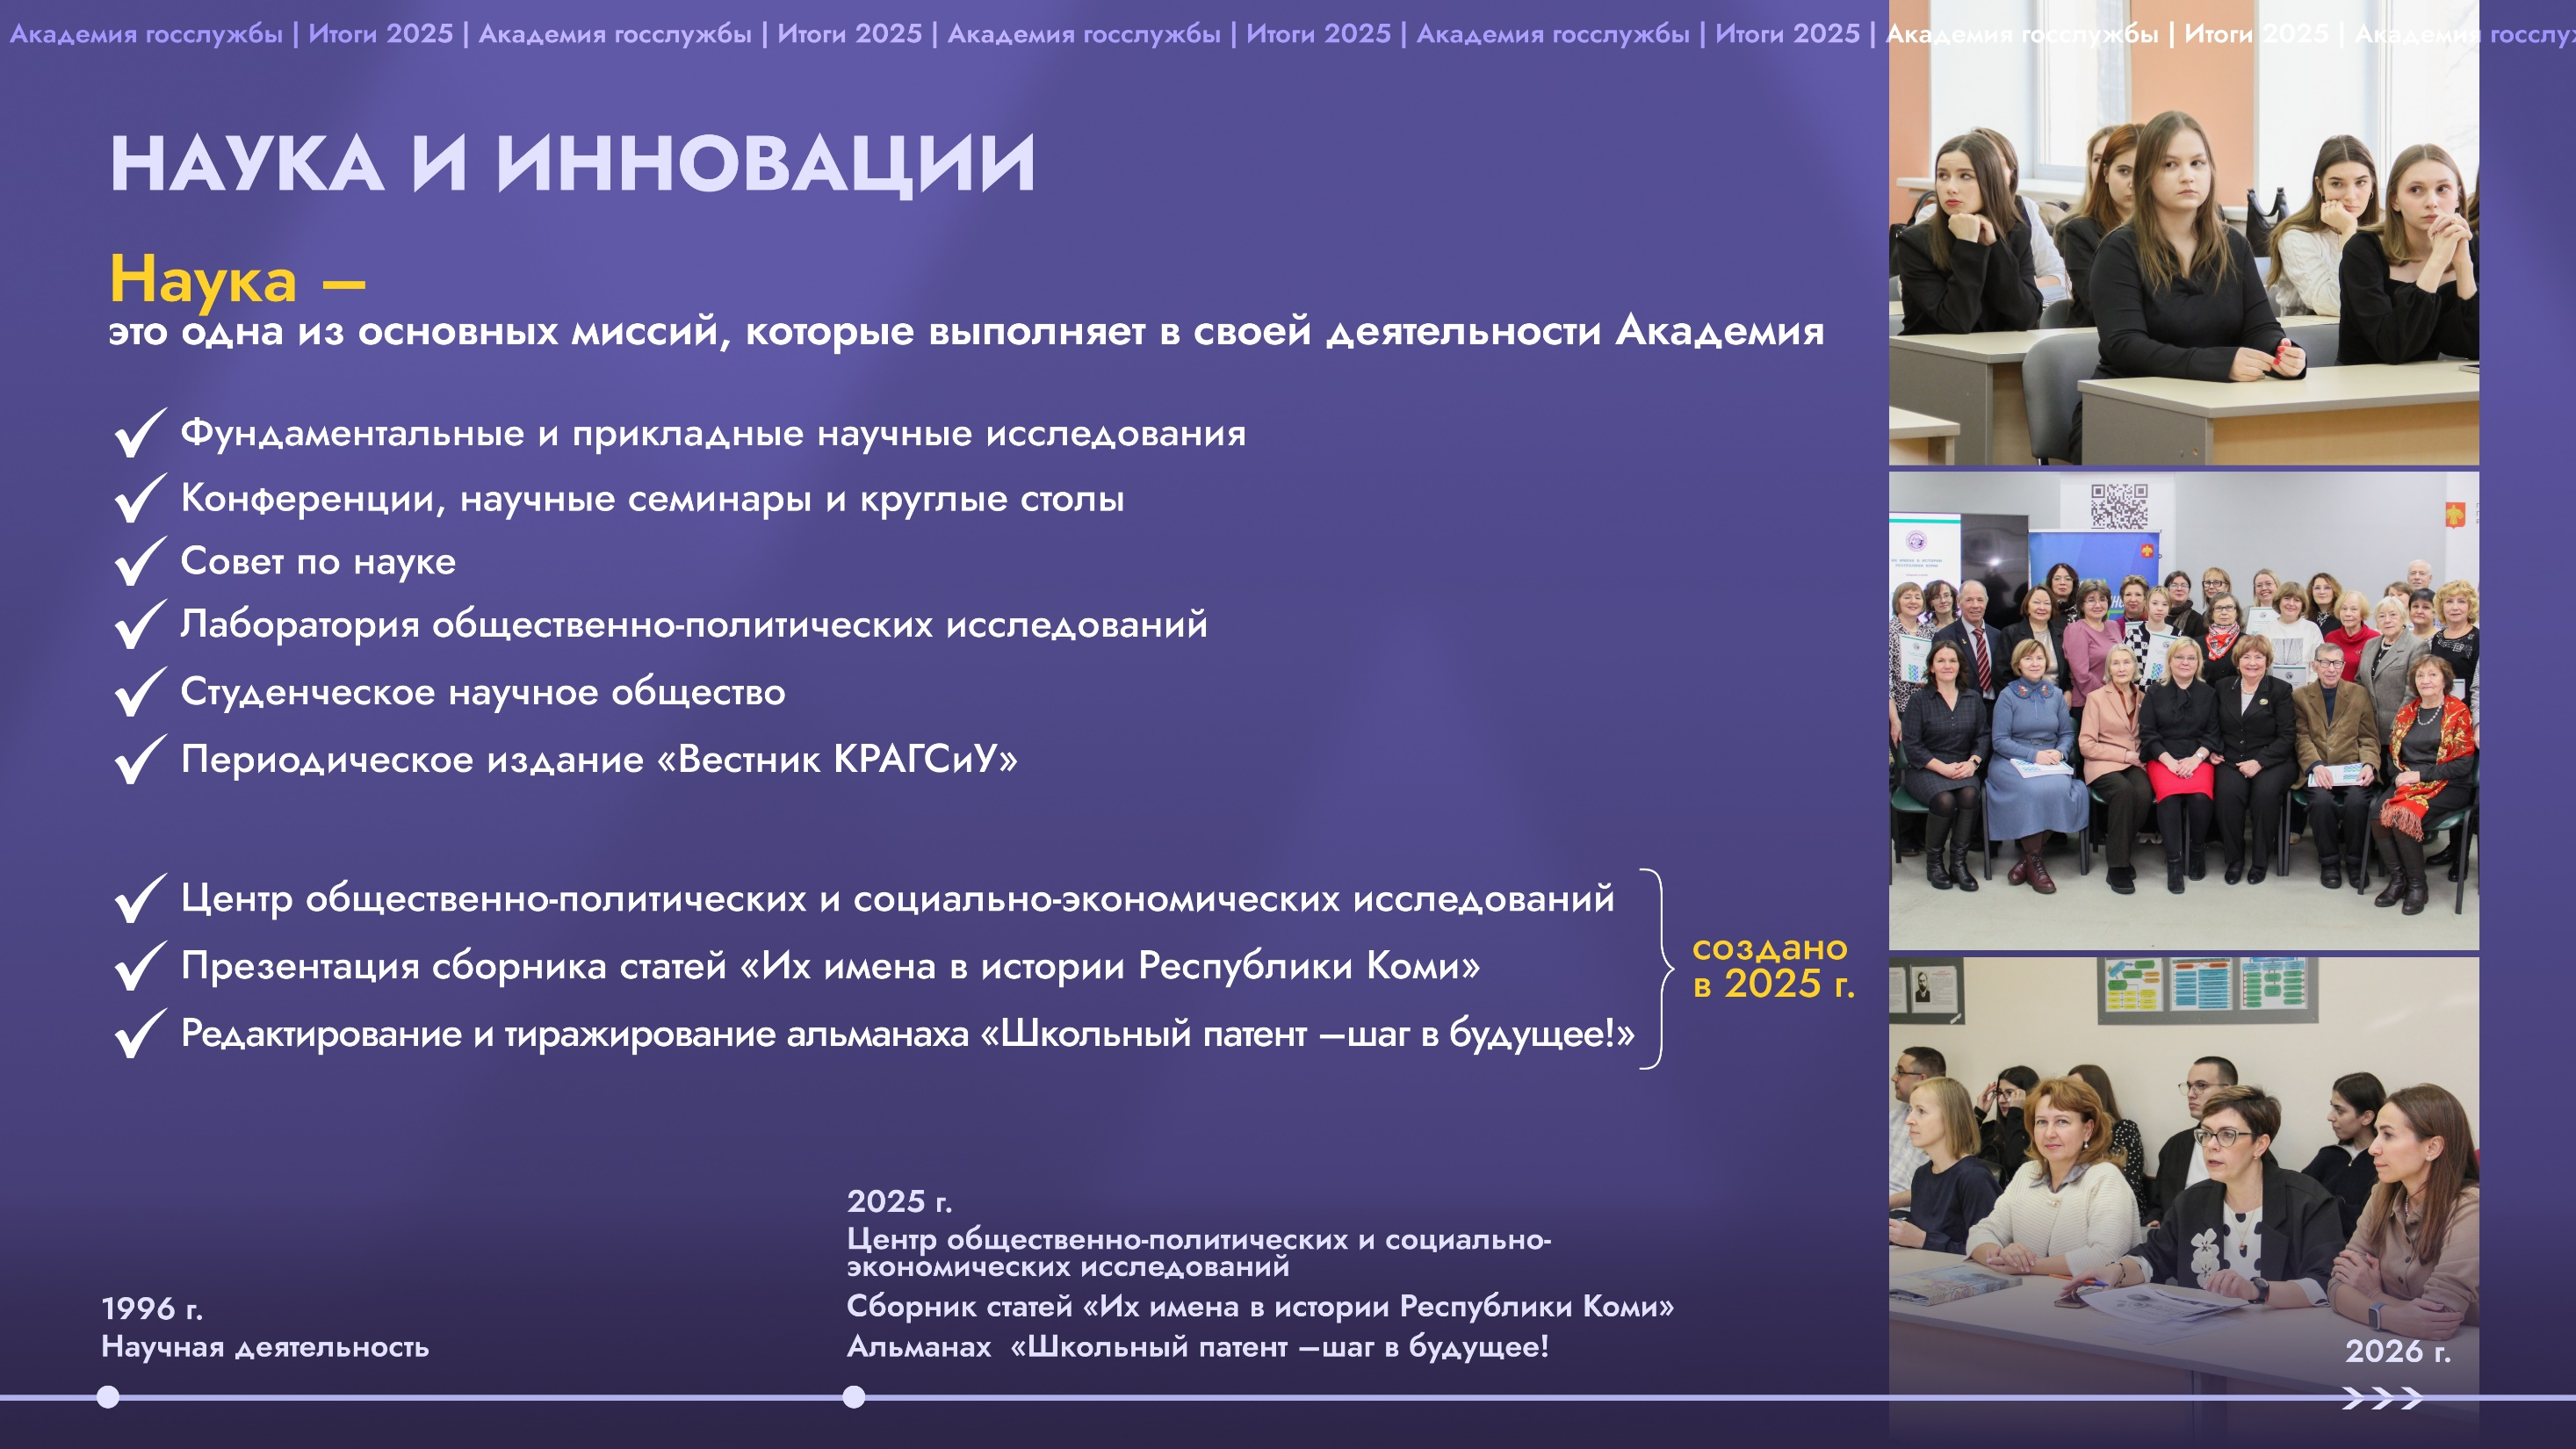 Академия госслужбы | Итоги 2025 | Академия госслужбы | Итоги 2025 | Академия госслужбы | Итоги 2025 | Академия госслужбы | Итоги 2025 | Академия госслужбы | Итоги 2025 | Академия
НАУКА И ИННОВАЦИИ
Наука –
это одна из основных миссий, которые выполняет в своей деятельности Академия
Фундаментальные и прикладные научные исследования
Конференции, научные семинары и круглые столы
Совет по науке
Лаборатория общественно-политических исследований
Студенческое научное общество
Периодическое издание «Вестник КРАГСиУ»
Центр общественно-политических и социально-экономических исследований
Презентация сборника статей «Их имена в истории Республики Коми»
Редактирование и тиражирование альманаха «Школьный патент –шаг в будущее!»
создано
в 2025 г.
2025 г.
Центр общественно-политических и социально-
экономических исследований
Сборник статей «Их имена в истории Республики Коми»
Альманах «Школьный патент –шаг в будущее!
1996 г.
Научная деятельность
2026 г.